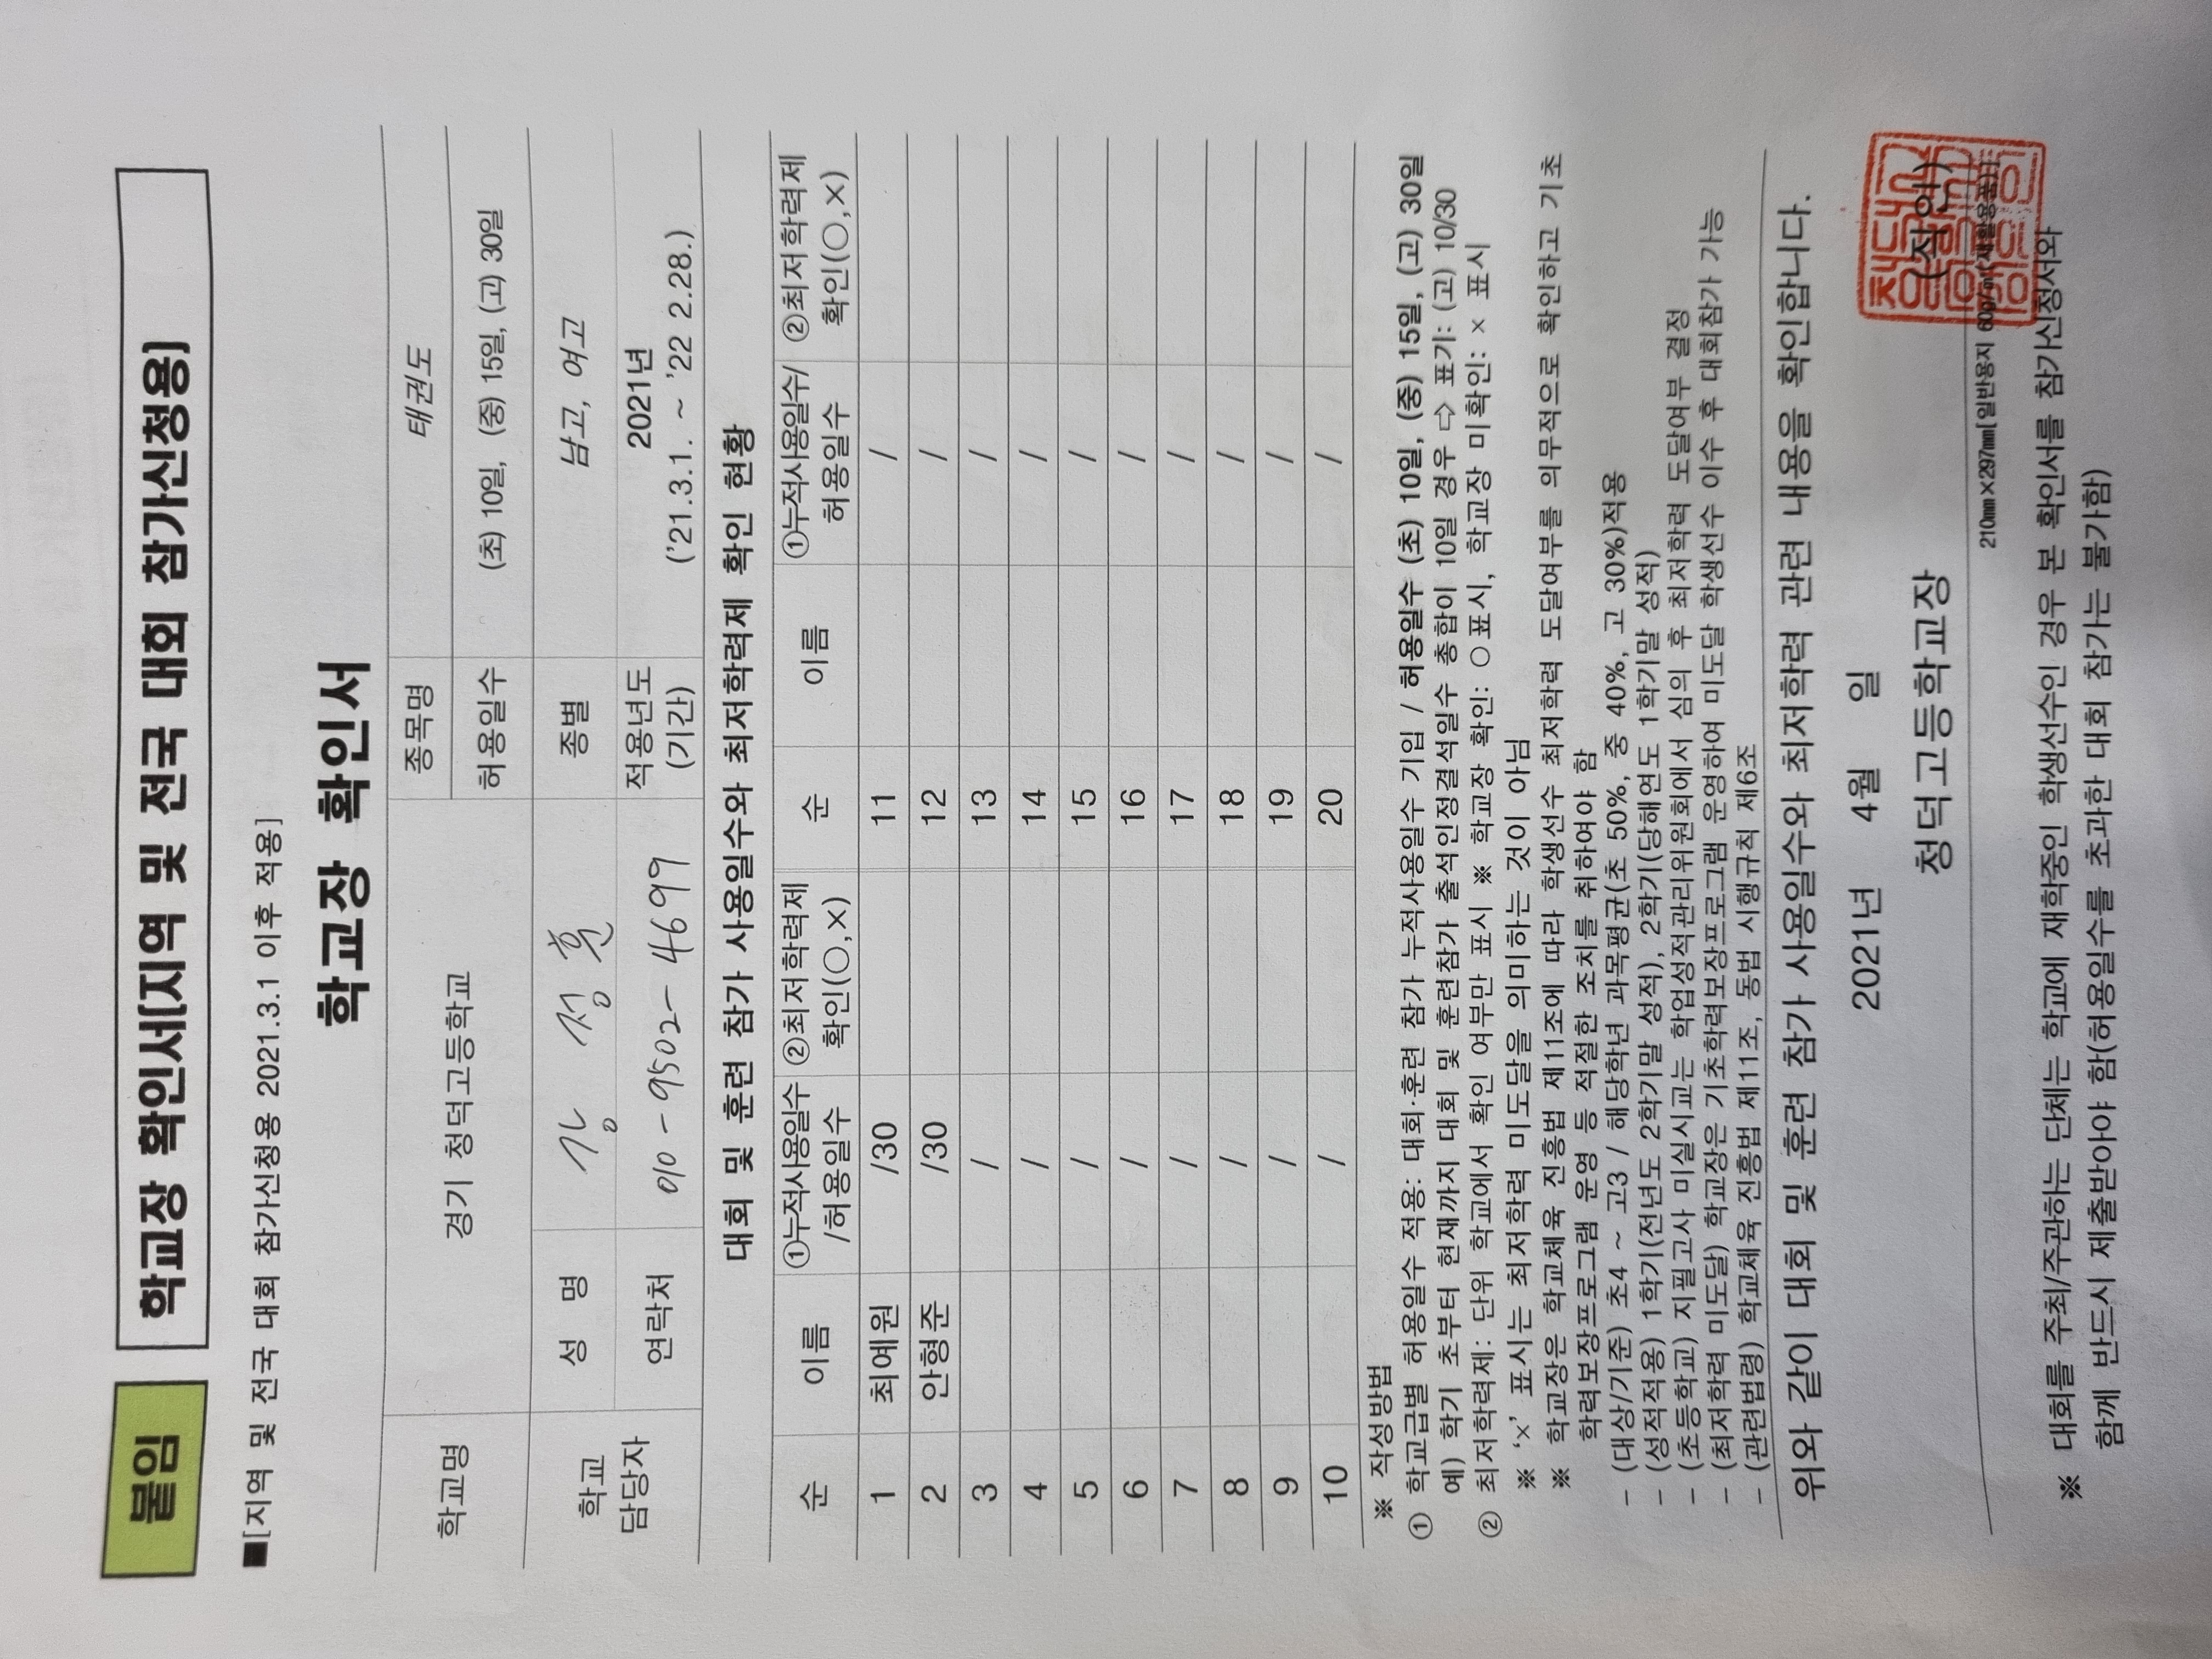 붙임
학교장 확인서(지역 및 전국 대회 참가신청용)
■[지역 및 전국 대회 참가신청용 2021.3.1 이후 적용]
학교장 확인서
학교명 경기 청덕고등학교 종목명 태권도
허용일수 (초) 10일, (중) 15일, (고) 30일
학교 담당자 성 명 강 정 훈 종별 남고, 여고
연락처 010-9502-4699 적용년도 (기간) 2021년 ('21.3.1. ~ '22 2.28.)
대회 및 훈련 참가 사용일수와 최저학력제 확인 현황
순 이름 ①누적사용일수/허용일수 ②최저학력제 확인(○,×) 순 이름 ①누적사용일수/허용일수 ②최저학력제 확인(○,×)
1 최예원 /30 11 /
2 안형준 /30 12 /
3 / 13 /
4 / 14 /
5 / 15 /
6 / 16 /
7 / 17 /
8 / 18 /
9 / 19 /
10 / 20 /
※ 작성방법
① 학교급별 허용일수 적용: 대회·훈련 참가 누적사용일수 기입 / 허용일수 (초) 10일, (중) 15일, (고) 30일
예) 학기 초부터 현재까지 대회 및 훈련참가 출석인정결석일수 총합이 10일 경우 ⇨ 표기: (고) 10/30
② 최저학력제: 단위 학교에서 확인 여부만 표시 ※ 학교장 확인: ○ 표시, 학교장 미확인: × 표시
※ '×' 표시는 최저학력 미도달을 의미하는 것이 아님
※ 학교장은 학교체육 진흥법 제11조에 따라 학생선수 최저학력 도달여부를 의무적으로 확인하고 기초
학력보장프로그램 운영 등 적절한 조치를 취하여야 함
- (대상/기준) 초4 ~ 고3 / 해당학년 과목평균(초 50%, 중 40%, 고 30%)적용
- (성적적용) 1학기(전년도 2학기말 성적), 2학기(당해연도 1학기말 성적)
- (초등학교) 지필고사 미실시교는 학업성적관리위원회에서 심의 후 최저학력 도달여부 결정
- (최저학력 미도달) 학교장은 기초학력보장프로그램 운영하여 미도달 학생선수 이수 후 대회참가 가능
- (관련법령) 학교체육 진흥법 제11조, 동법 시행규칙 제6조
위와 같이 대회 및 훈련 참가 사용일수와 최저학력 관련 내용을 확인합니다.
2021년 4월 일
청덕고등학교장 (직인)
210㎜×297㎜[일반용지 60g/㎡(재활용품)]
※ 대회를 주최/주관하는 단체는 학교에 재학중인 학생선수인 경우 본 확인서를 참가신청서와
함께 반드시 제출받아야 함(허용일수를 초과한 대회 참가는 불가함)